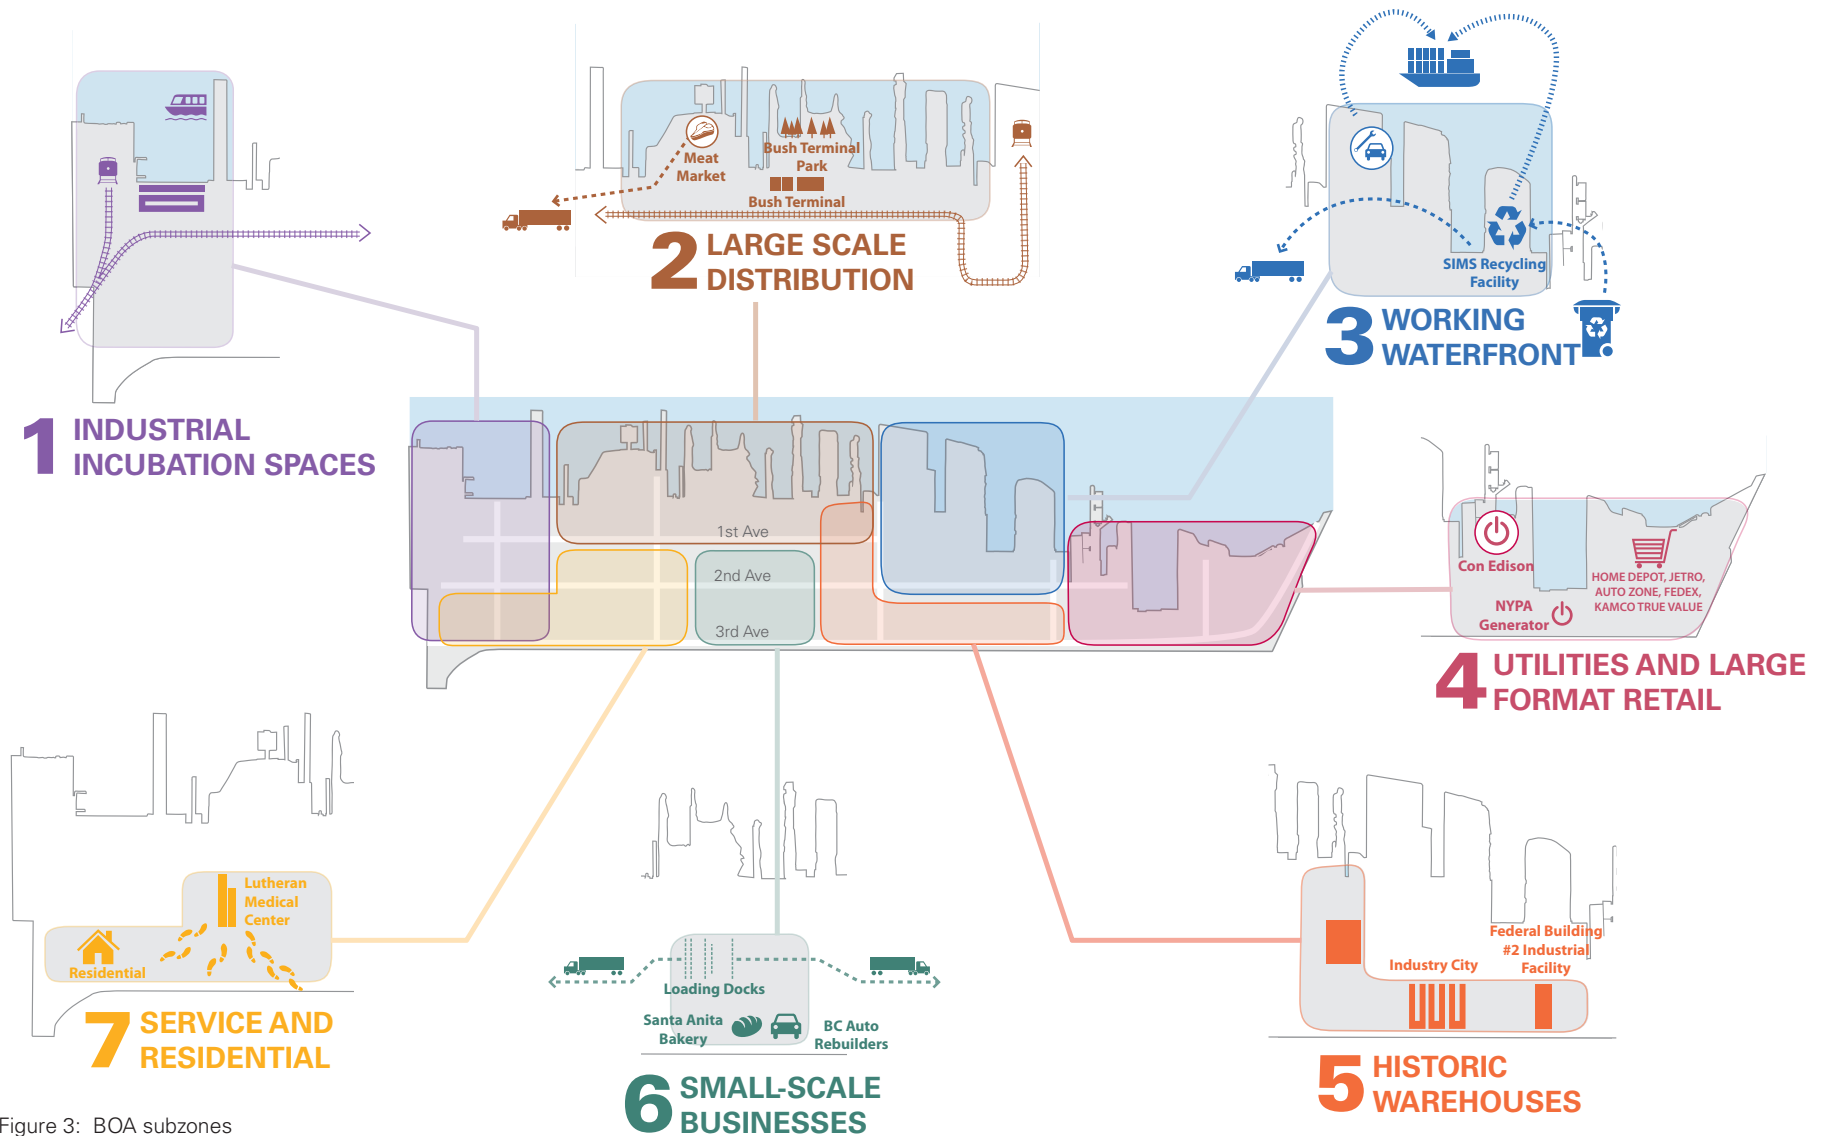 Meat
Market
Bush Terminal
Park
Bush Terminal
2 LARGE SCALE
DISTRIBUTION
SIMS Recycling
Facility
3 WORKING
WATERFRONT
1 INDUSTRIAL
INCUBATION SPACES
1st Ave
2nd Ave
3rd Ave
Con Edison
HOME DEPOT, JETRO,
AUTO ZONE, FEDEX,
KAMCO TRUE VALUE
NYPA
Generator
4 UTILITIES AND LARGE
FORMAT RETAIL
Lutheran
Medical
Center
Residential
7 SERVICE AND
RESIDENTIAL
Loading Docks
Santa Anita
Bakery
BC Auto
Rebuilders
6 SMALL-SCALE
BUSINESSES
Federal Building
#2 Industrial
Facility
Industry City
5 HISTORIC
WAREHOUSES
Figure 3: BOA subzones